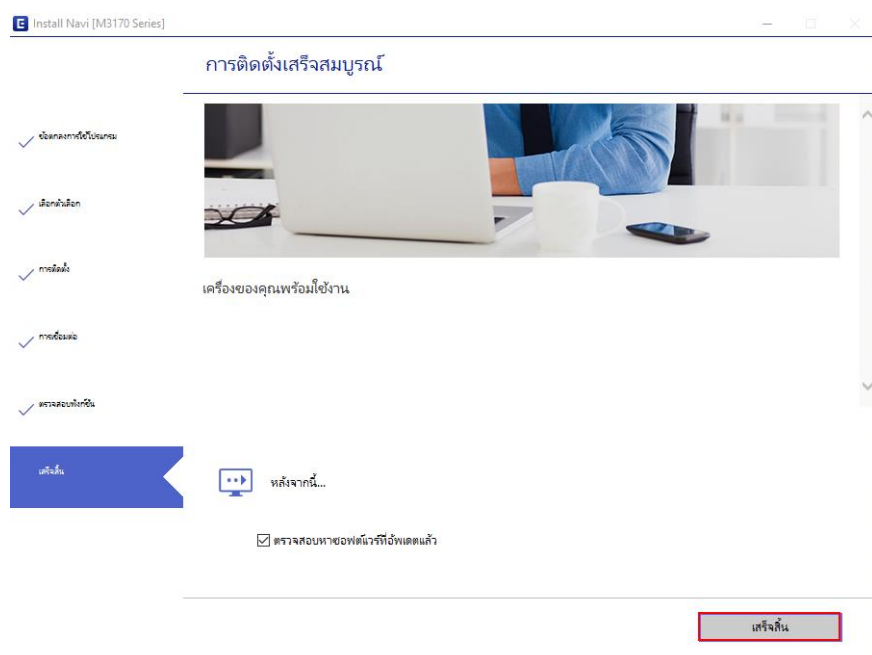 E Install Navi [M3170 Series]
การติดตั้งเสร็จสมบูรณ์
ข้อตกลงการใช้โปรแกรม
เลือกตัวเลือก
การติดตั้ง
เครื่องของคุณพร้อมใช้งาน
การเชื่อมต่อ
ตรวจสอบฟังก์ชัน
เสร็จสิ้น
หลังจากนี้...
ตรวจสอบหาซอฟต์แวร์ที่อัพเดตแล้ว
เสร็จสิ้น